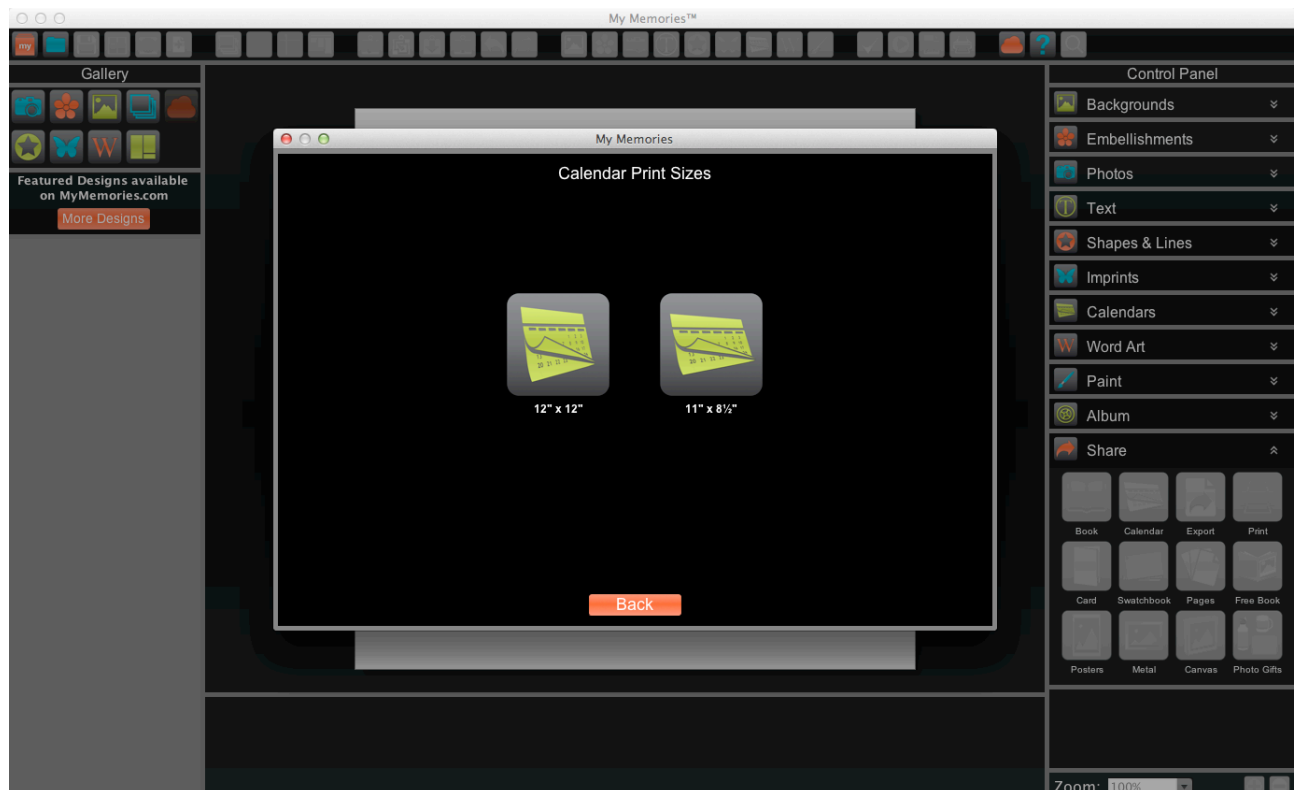 My Memories™
my
?
Gallery
W
Featured Designs available
on MyMemories.com
More Designs
My Memories
Calendar Print Sizes
12" x 12"
11" x 8½"
Back
Control Panel
Backgrounds
Embellishments
Photos
T Text
Shapes & Lines
Imprints
Calendars
W Word Art
Paint
Album
Share
Book Calendar Export Print
Card Swatchbook Pages Free Book
Posters Metal Canvas Photo Gifts
Zoom: 100%